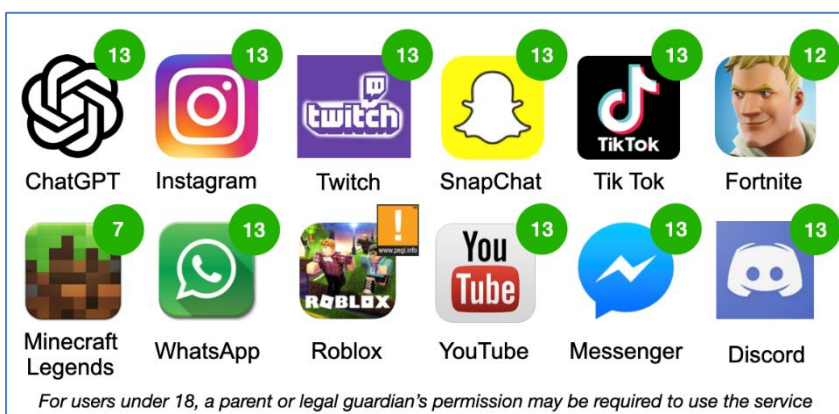 13 13 13 13 13 12
twitch
TikTok
ChatGPT Instagram Twitch SnapChat Tik Tok Fortnite
7 13 ! 13 13 13
www.pegi.info
You
Tube
ROBLOX
Minecraft
Legends WhatsApp Roblox YouTube Messenger Discord
For users under 18, a parent or legal guardian's permission may be required to use the service